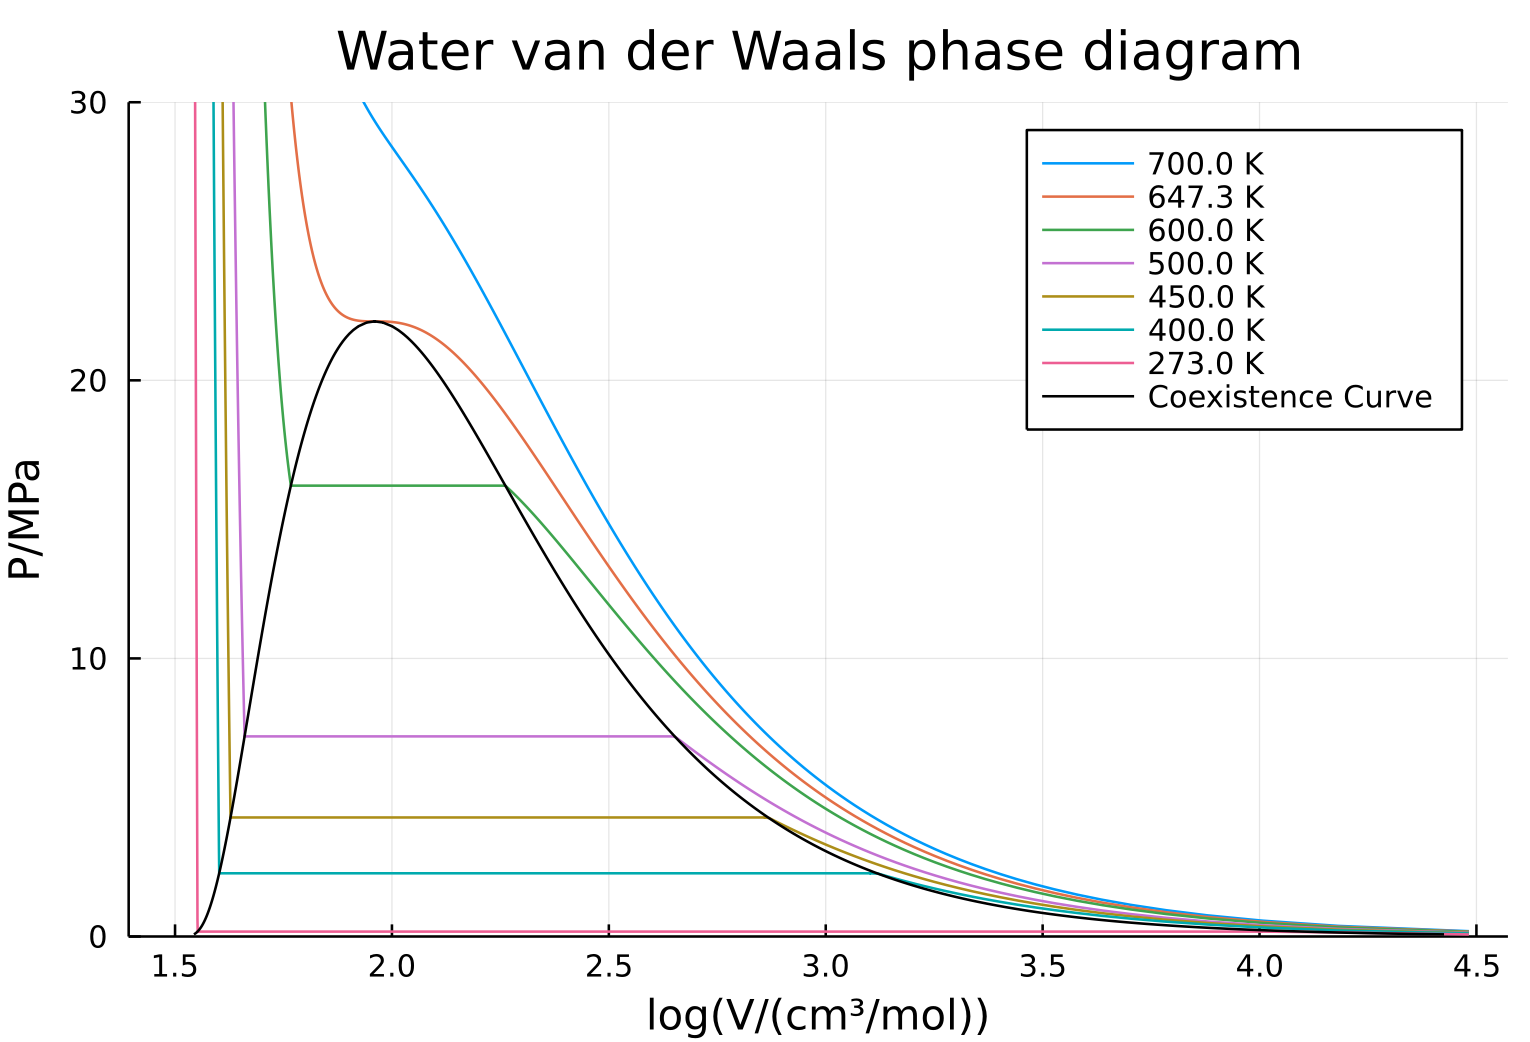 Water van der Waals phase diagram
30
20
10
0
P/MPa
700.0 K
647.3 K
600.0 K
500.0 K
450.0 K
400.0 K
273.0 K
Coexistence Curve
1.5 2.0 2.5 3.0 3.5 4.0 4.5
log(V/(cm³/mol))